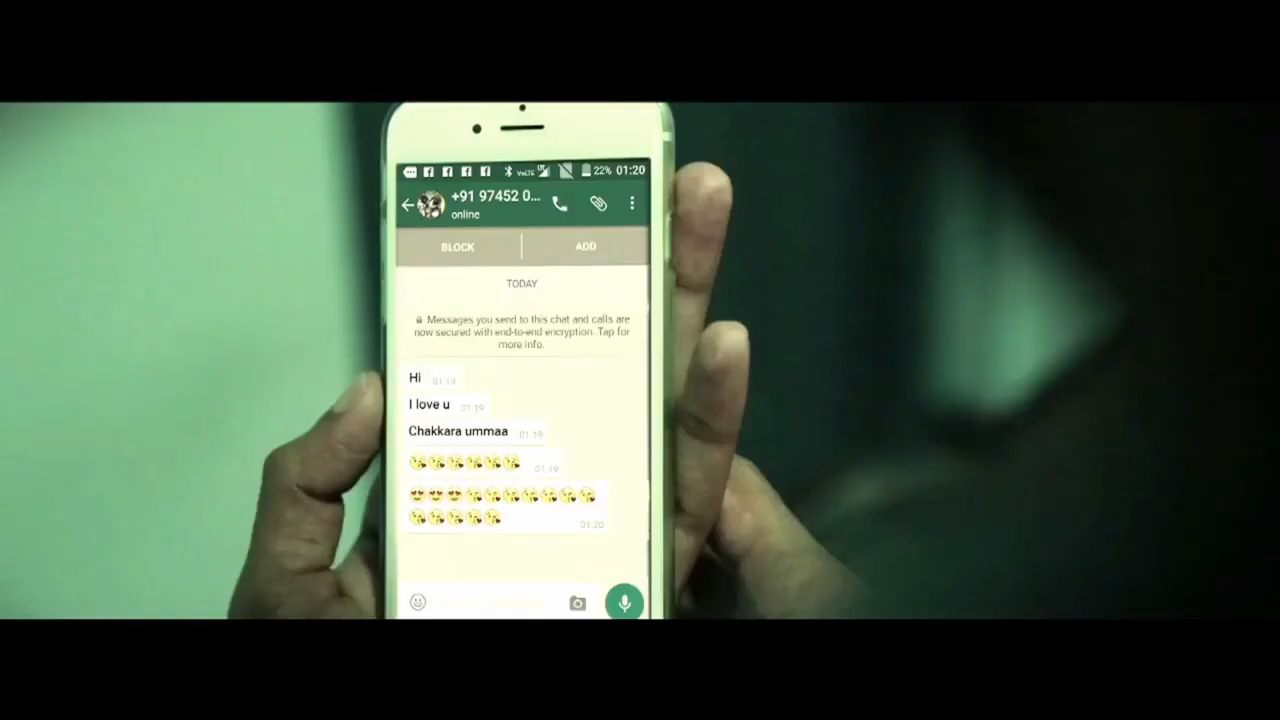 VoLTE LTE 22% 01:20
+91 97452 0...
online
BLOCK ADD
TODAY
Messages you send to this chat and calls are
now secured with end-to-end encryption. Tap for
more info.
Hi 01:19
I love u 01:19
Chakkara ummaa 01:19
😘😘😘😘😘😘 01:19
😍😍😍😘😘😘😘😘😘😘
😘😘😘😘😘 01:20